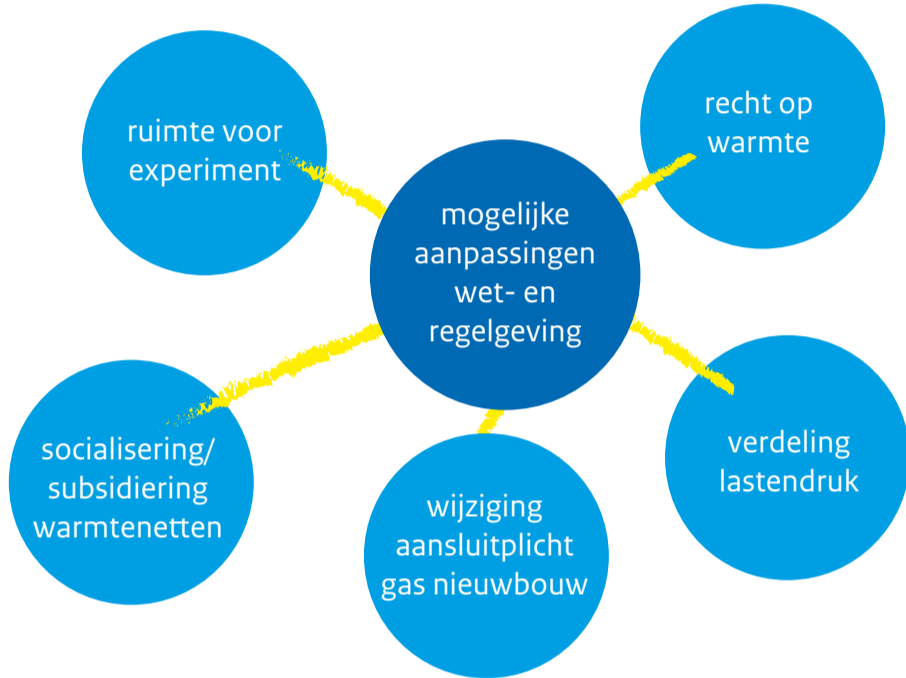 ruimte voor
experiment
recht op
warmte
mogelijke
aanpassingen
wet- en
regelgeving
socialisering/
subsidiering
warmtenetten
wijziging
aansluitplicht
gas nieuwbouw
verdeling
lastendruk